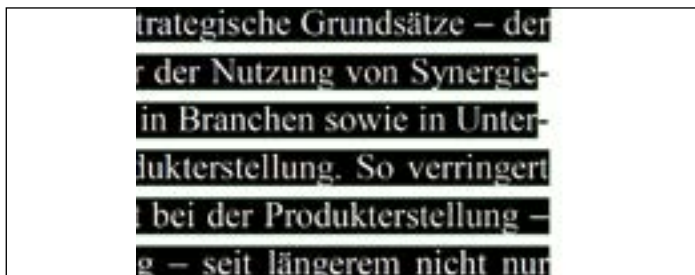 trategische Grundsätze – der
r der Nutzung von Synergie-
in Branchen sowie in Unter-
dukterstellung. So verringert
t bei der Produkterstellung –
g – seit längerem nicht nur